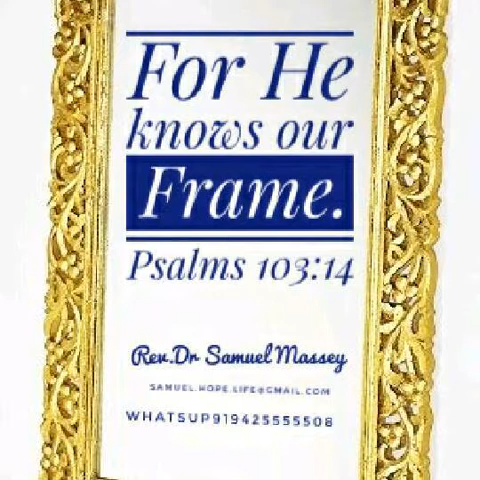 For He
knows our
Frame.
Psalms 103:14
Rev.Dr Samuel Massey
SAMUEL.HOPE.LIFE@GMAIL.COM
WHATSUP919425555508